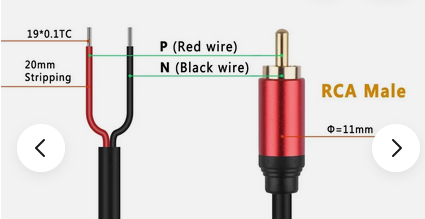 19*0.1TC
P (Red wire)
20mm
Stripping
N (Black wire)
RCA Male
Φ=11mm